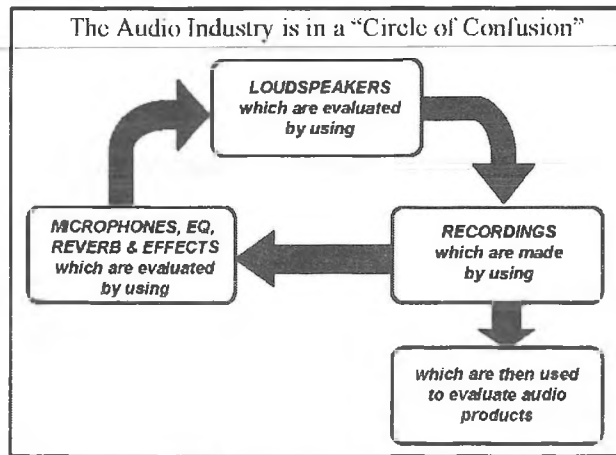 The Audio Industry is in a “Circle of Confusion”
LOUDSPEAKERS
which are evaluated
by using
MICROPHONES, EQ,
REVERB & EFFECTS
which are evaluated
by using
RECORDINGS
which are made
by using
which are then used
to evaluate audio
products